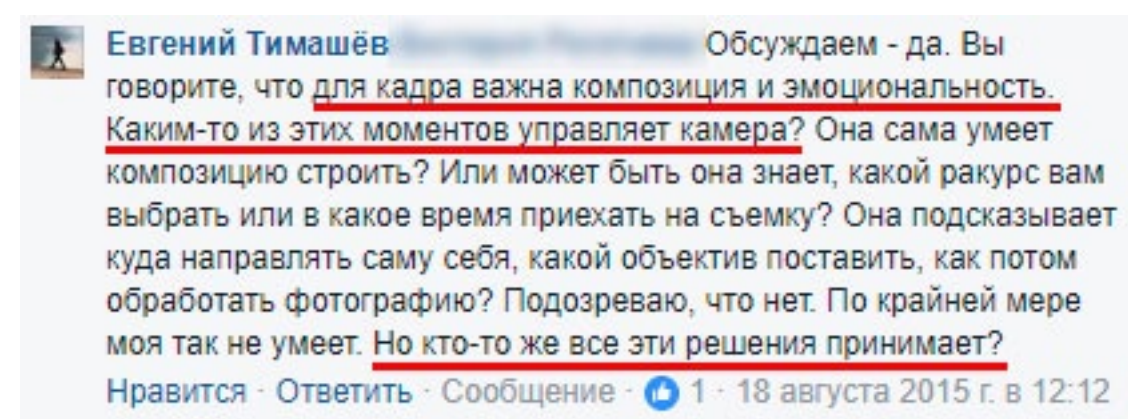 Евгений Тимашёв Обсуждаем - да. Вы
говорите, что для кадра важна композиция и эмоциональность.
Каким-то из этих моментов управляет камера? Она сама умеет
композицию строить? Или может быть она знает, какой ракурс вам
выбрать или в какое время приехать на съемку? Она подсказывает
куда направлять саму себя, какой объектив поставить, как потом
обработать фотографию? Подозреваю, что нет. По крайней мере
моя так не умеет. Но кто-то же все эти решения принимает?
Нравится · Ответить · Сообщение · 1 · 18 августа 2015 г. в 12:12